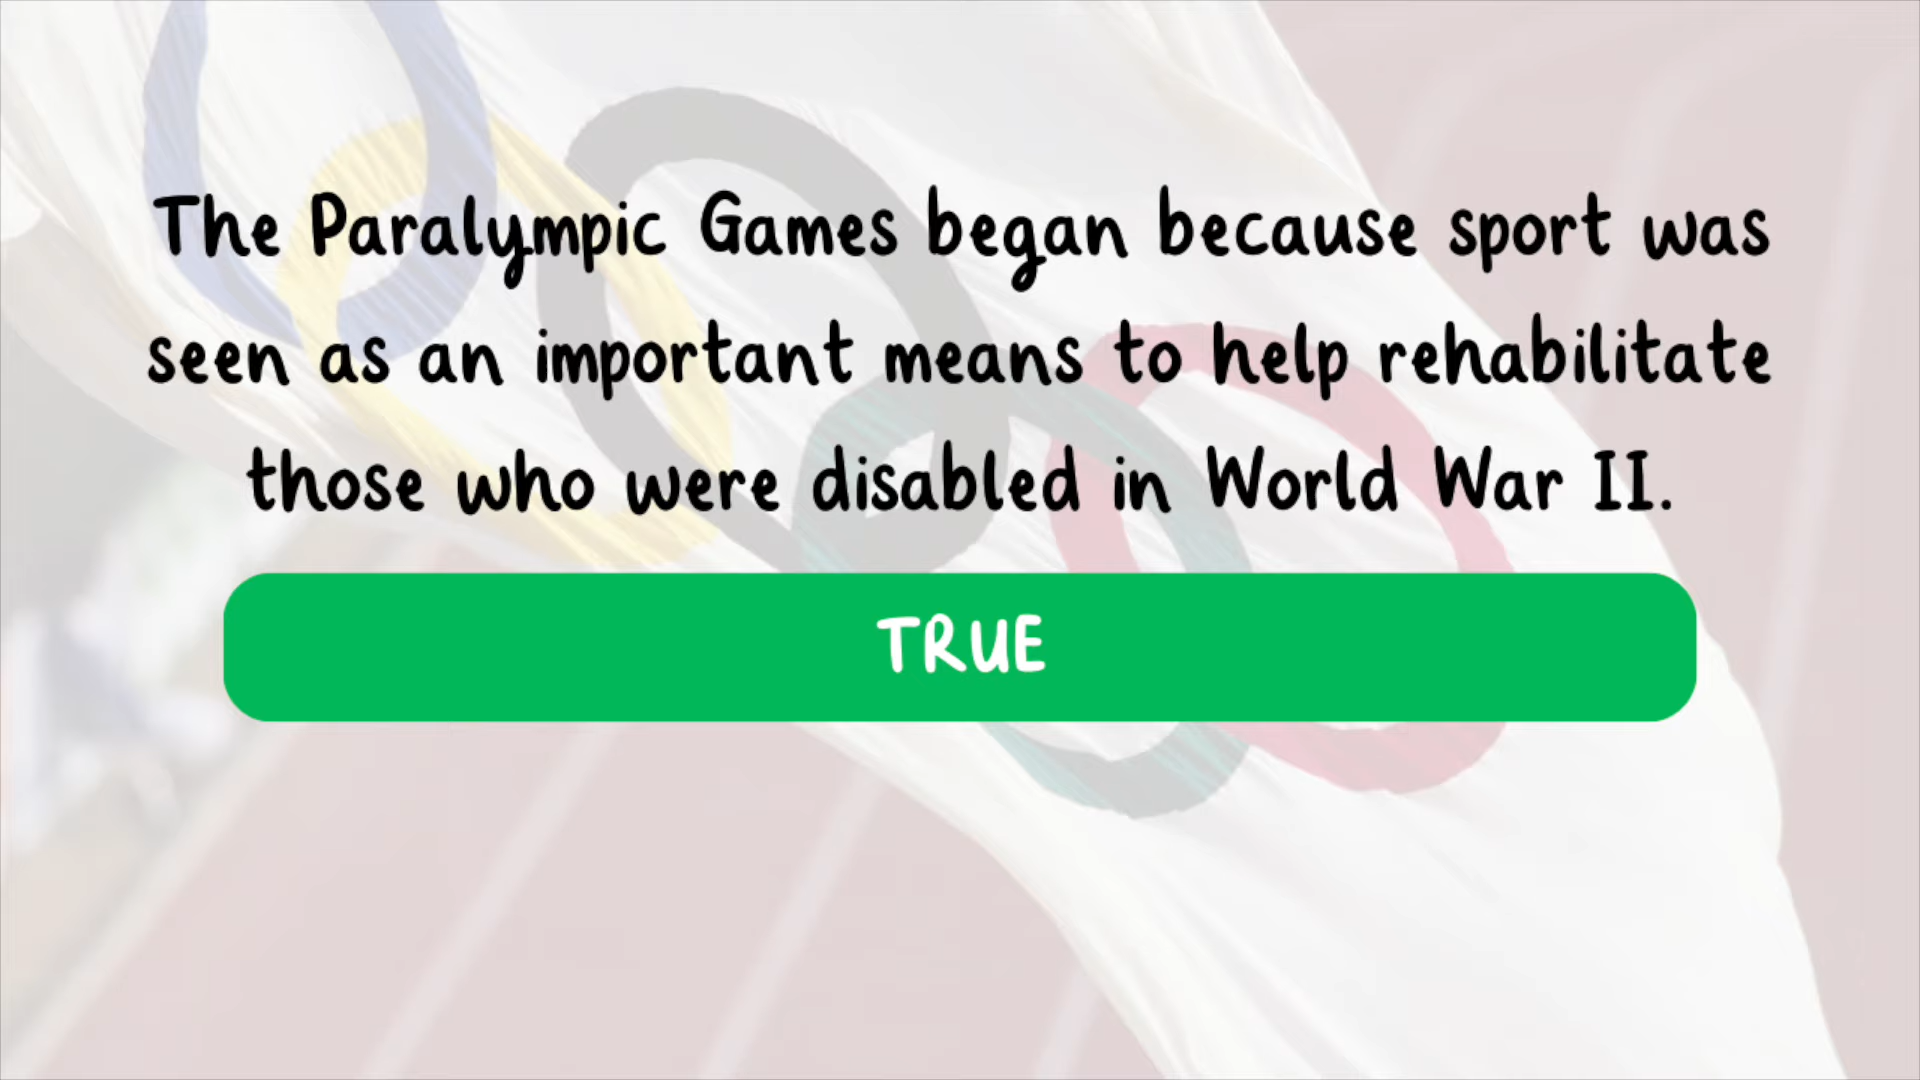 The Paralympic Games began because sport was
seen as an important means to help rehabilitate
those who were disabled in World War II.
TRUE